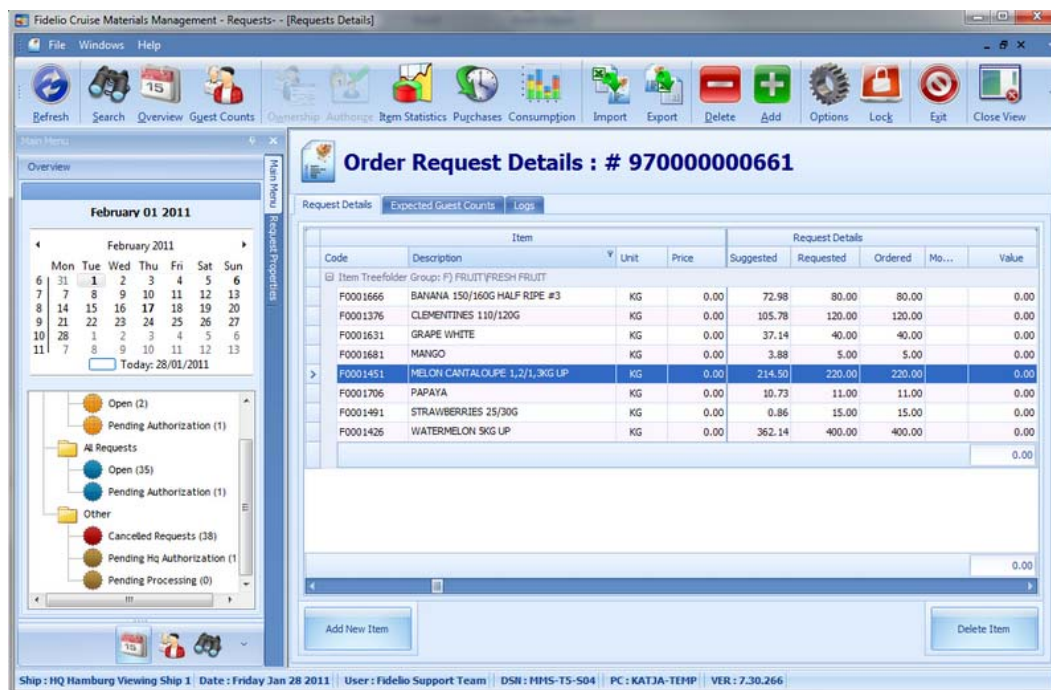 Fidelio Cruise Materials Management - Requests- - [Requests Details]
File Windows Help
Refresh Search Overview Guest Counts Ownership Authorize Item Statistics Purchases Consumption Import Export Delete Add Options Lock Exit Close View
Main Menu
Overview
Main Menu
Request Properties
February 01 2011
February 2011
Mon Tue Wed Thu Fri Sat Sun
6 31 1 2 3 4 5 6
7 7 8 9 10 11 12 13
8 14 15 16 17 18 19 20
9 21 22 23 24 25 26 27
10 28 1 2 3 4 5 6
11 7 8 9 10 11 12 13
Today: 28/01/2011
Open (2)
Pending Authorization (1)
All Requests
Open (35)
Pending Authorization (1)
Other
Cancelled Requests (38)
Pending Hq Authorization (1
Pending Processing (0)
Order Request Details : # 970000000661
Request Details Expected Guest Counts Logs
Item Request Details
Code Description Unit Price Suggested Requested Ordered Mo... Value
Item Treefolder Group: F) FRUIT\FRESH FRUIT
F0001666 BANANA 150/160G HALF RIPE #3 KG 0.00 72.98 80.00 80.00 0.00
F0001376 CLEMENTINES 110/120G KG 0.00 105.78 120.00 120.00 0.00
F0001631 GRAPE WHITE KG 0.00 37.14 40.00 40.00 0.00
F0001681 MANGO KG 0.00 3.88 5.00 5.00 0.00
F0001451 MELON CANTALOUPE 1,2/1,3KG UP KG 0.00 214.50 220.00 220.00 0.00
F0001706 PAPAYA KG 0.00 10.73 11.00 11.00 0.00
F0001491 STRAWBERRIES 25/30G KG 0.00 0.86 15.00 15.00 0.00
F0001426 WATERMELON 5KG UP KG 0.00 362.14 400.00 400.00 0.00
0.00
0.00
Add New Item Delete Item
Ship : HQ Hamburg Viewing Ship 1 Date : Friday Jan 28 2011 User : Fidelio Support Team DSN : MMS-T5-S04 PC : KATJA-TEMP VER : 7.30.266